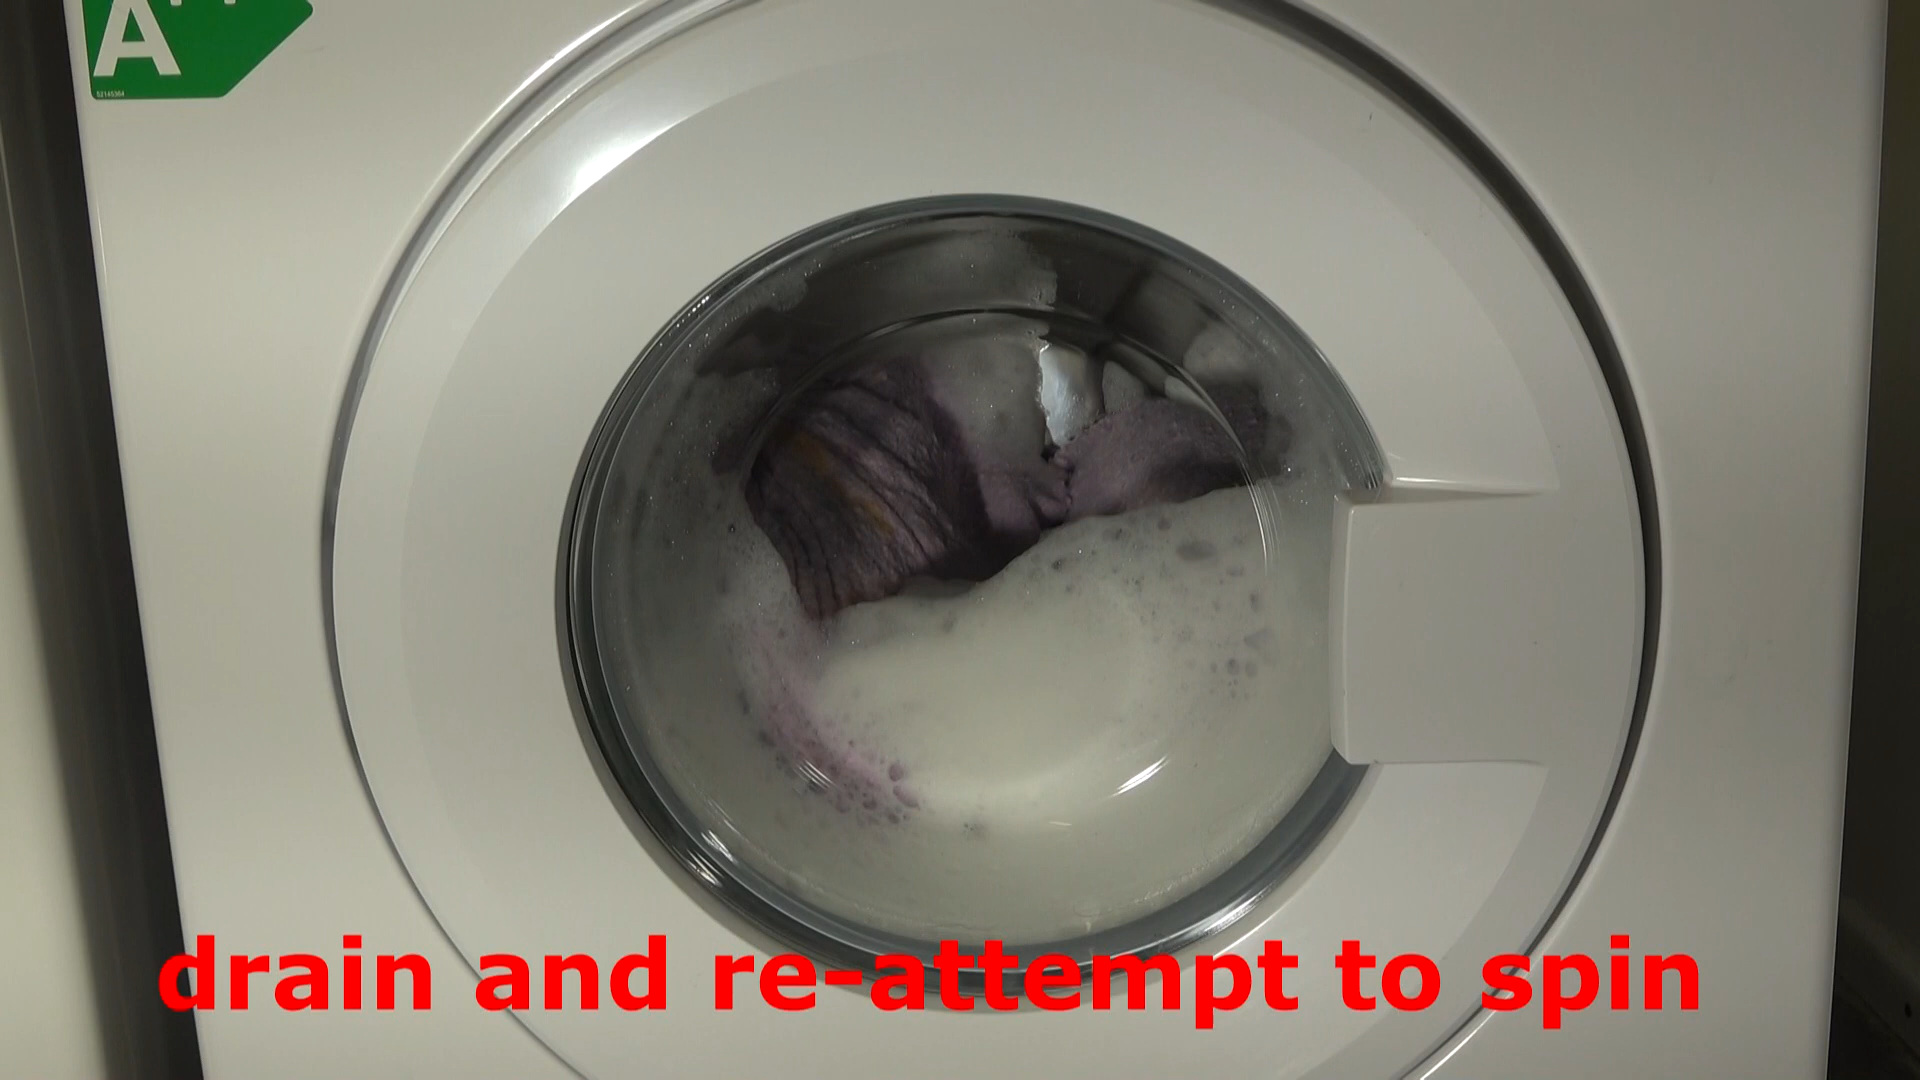 A++
drain and re-attempt to spin